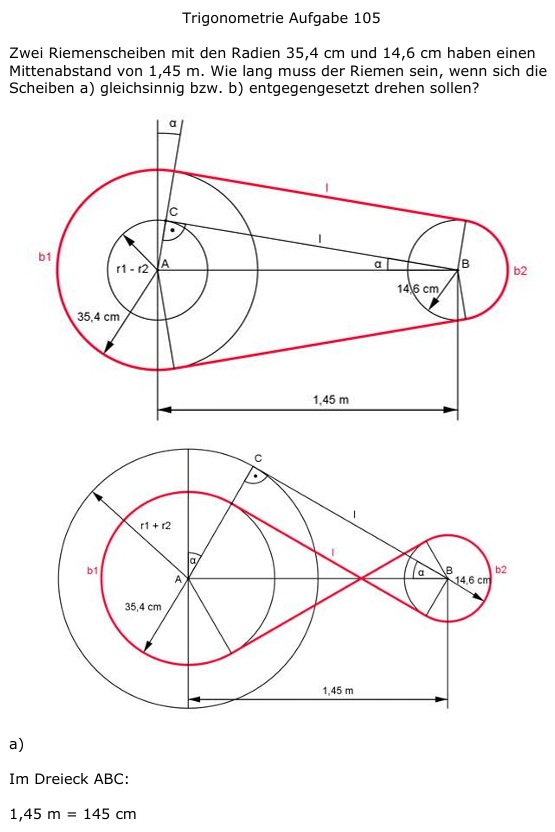 Trigonometrie Aufgabe 105
Zwei Riemenscheiben mit den Radien 35,4 cm und 14,6 cm haben einen
Mittenabstand von 1,45 m. Wie lang muss der Riemen sein, wenn sich die
Scheiben a) gleichsinnig bzw. b) entgegengesetzt drehen sollen?
α
l
C
l
b1
r1 - r2
A
α
B
b2
14,6 cm
35,4 cm
1,45 m
C
r1 + r2
l
l
α
b1
A
α
B
b2
14,6 cm
35,4 cm
1,45 m
a)
Im Dreieck ABC:
1,45 m = 145 cm